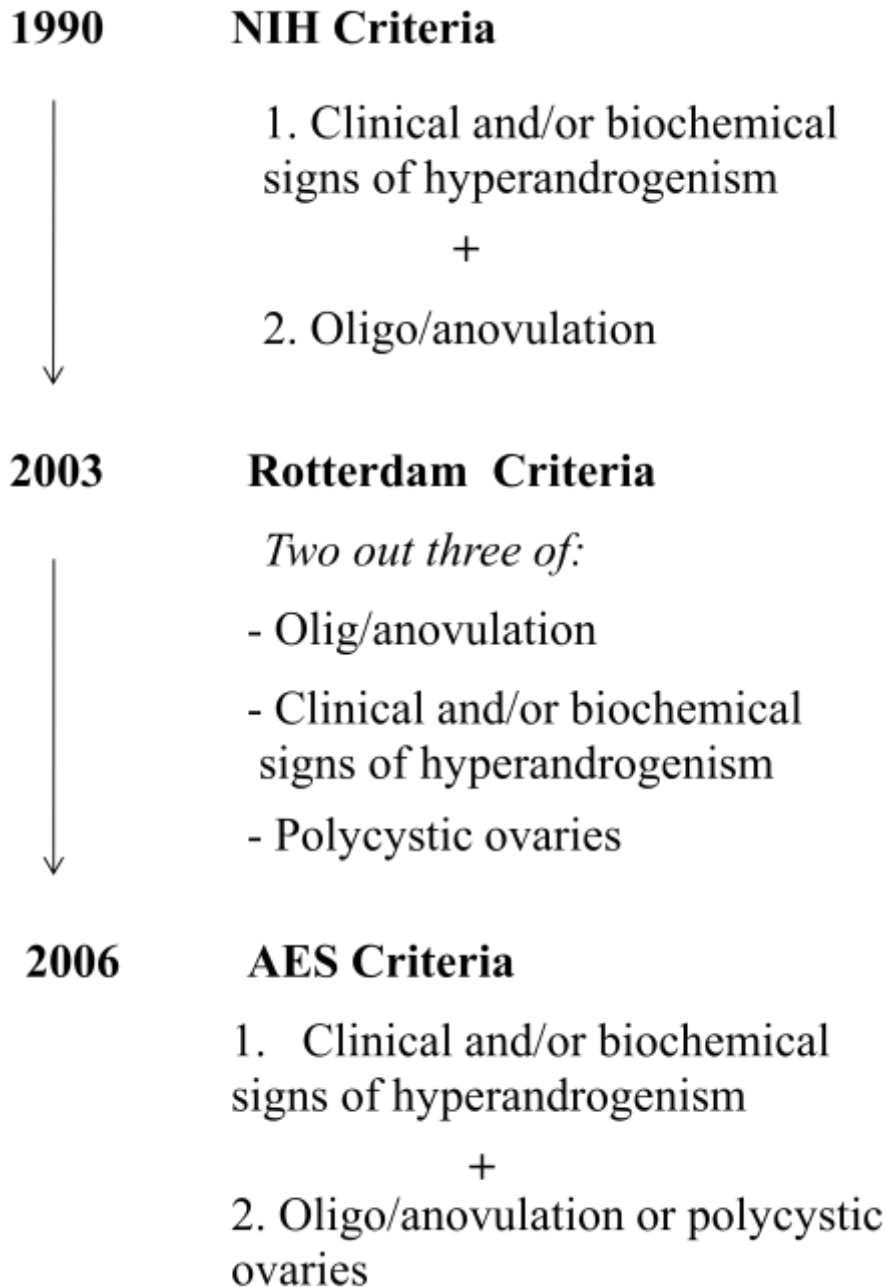 1990 NIH Criteria
1. Clinical and/or biochemical
signs of hyperandrogenism
+
2. Oligo/anovulation
2003 Rotterdam Criteria
Two out three of:
- Olig/anovulation
- Clinical and/or biochemical
signs of hyperandrogenism
- Polycystic ovaries
2006 AES Criteria
1. Clinical and/or biochemical
signs of hyperandrogenism
+
2. Oligo/anovulation or polycystic
ovaries